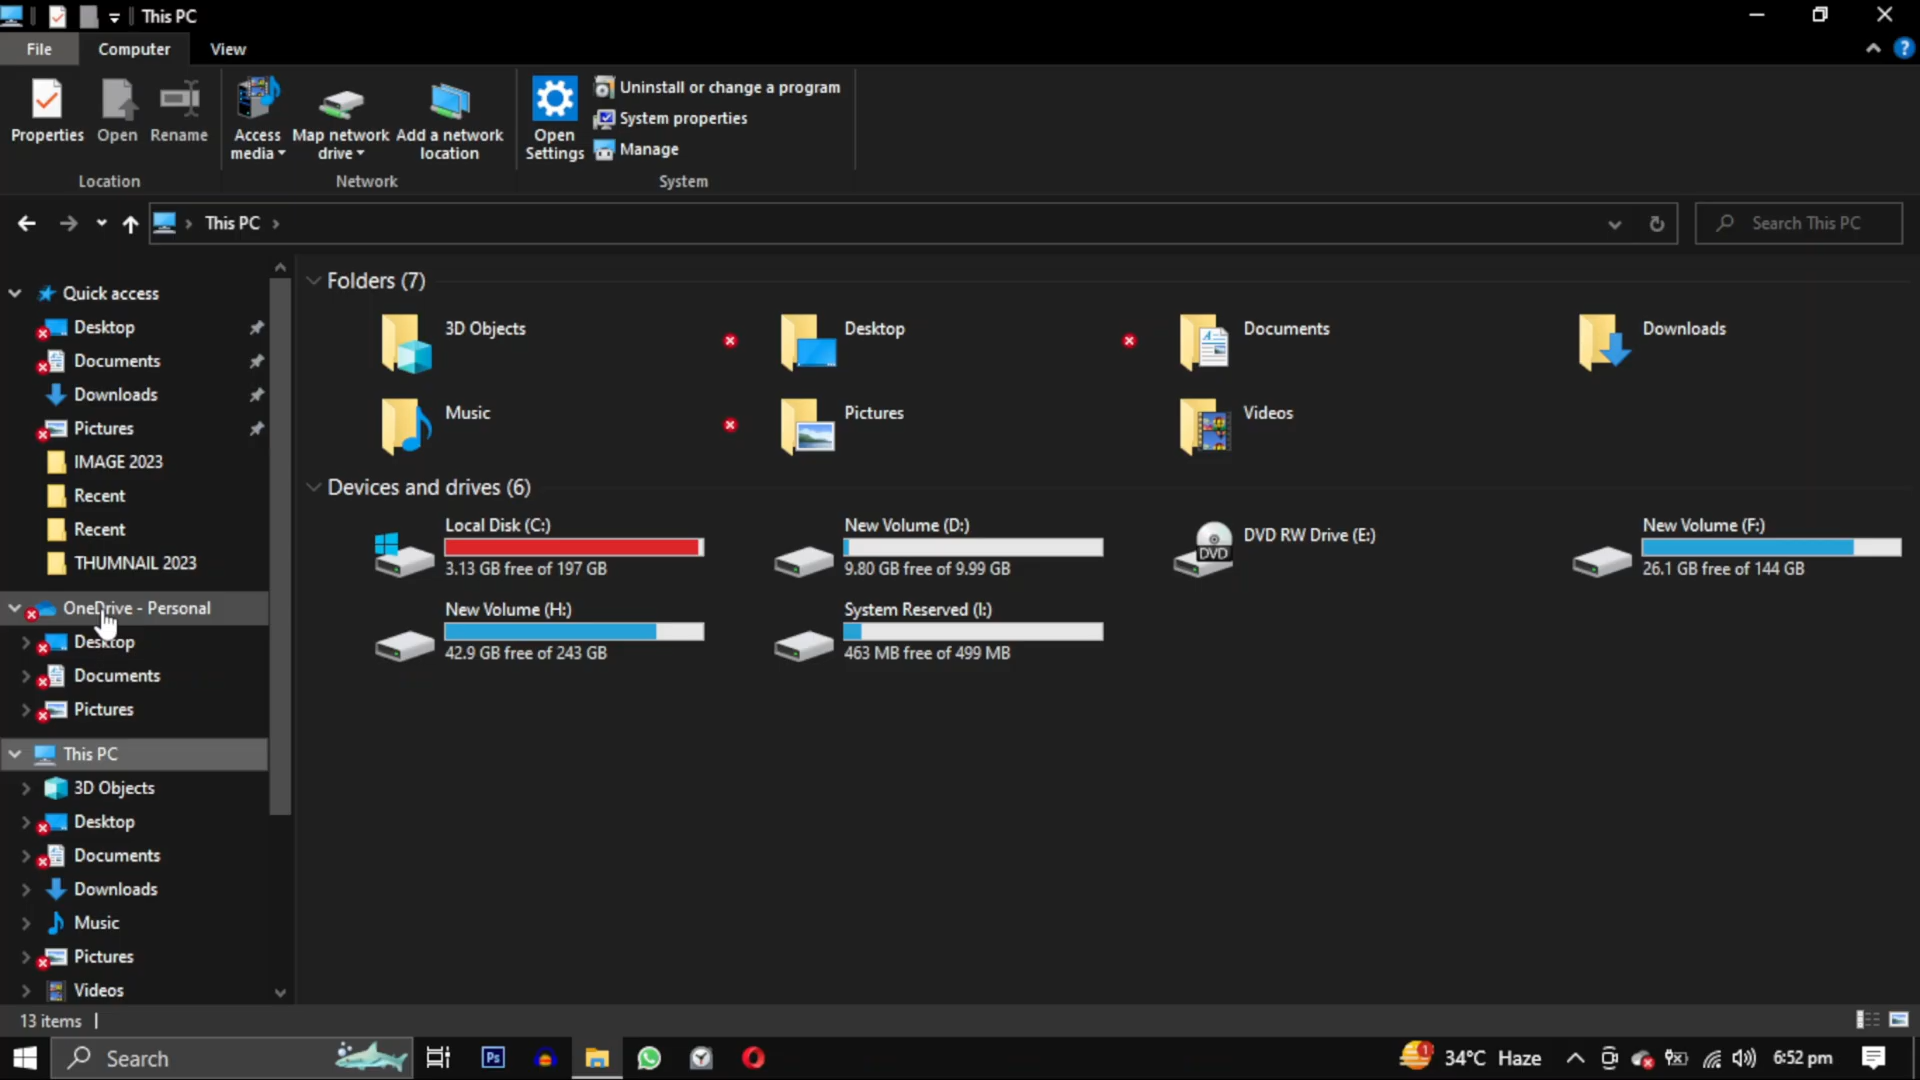 This PC
File Computer View
Properties Open Rename Access media Map network drive Add a network location Open Settings
Uninstall or change a program
System properties
Manage
Location Network System
This PC
Search This PC
Quick access
Desktop
Documents
Downloads
Pictures
IMAGE 2023
Recent
Recent
THUMNAIL 2023
OneDrive - Personal
Desktop
Documents
Pictures
This PC
3D Objects
Desktop
Documents
Downloads
Music
Pictures
Videos
Folders (7)
3D Objects Desktop Documents Downloads
Music Pictures Videos
Devices and drives (6)
Local Disk (C:)
3.13 GB free of 197 GB
New Volume (D:)
9.80 GB free of 9.99 GB
DVD
DVD RW Drive (E:)
New Volume (F:)
26.1 GB free of 144 GB
New Volume (H:)
42.9 GB free of 243 GB
System Reserved (I:)
463 MB free of 499 MB
13 items
Search
Ps
1
34°C Haze
6:52 pm